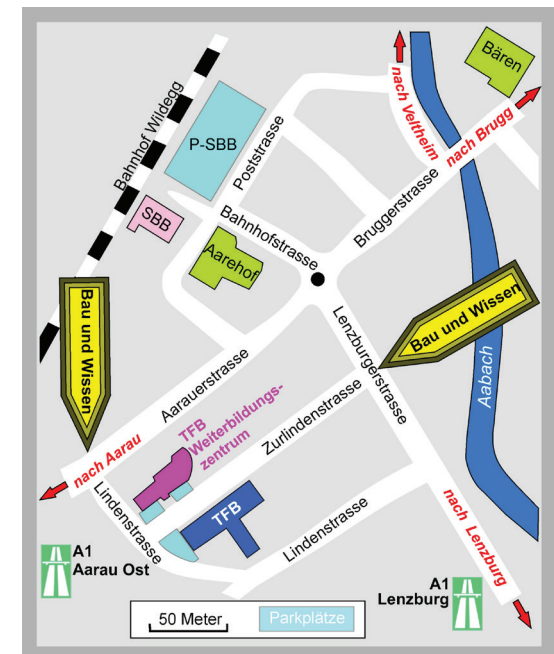 Bären
nach Veltheim
nach Brugg
Bahnhof Wildegg
P-SBB
Poststrasse
SBB
Bahnhofstrasse
Bruggerstrasse
Aarehof
Bau und Wissen
Bau und Wissen
Aarauerstrasse
Lenzburgerstrasse
Aabach
TFB
Weiterbildungs-
zentrum
Zurlindenstrasse
nach Aarau
Lindenstrasse
TFB
Lindenstrasse
nach Lenzburg
A1
Aarau Ost
A1
Lenzburg
50 Meter
Parkplätze